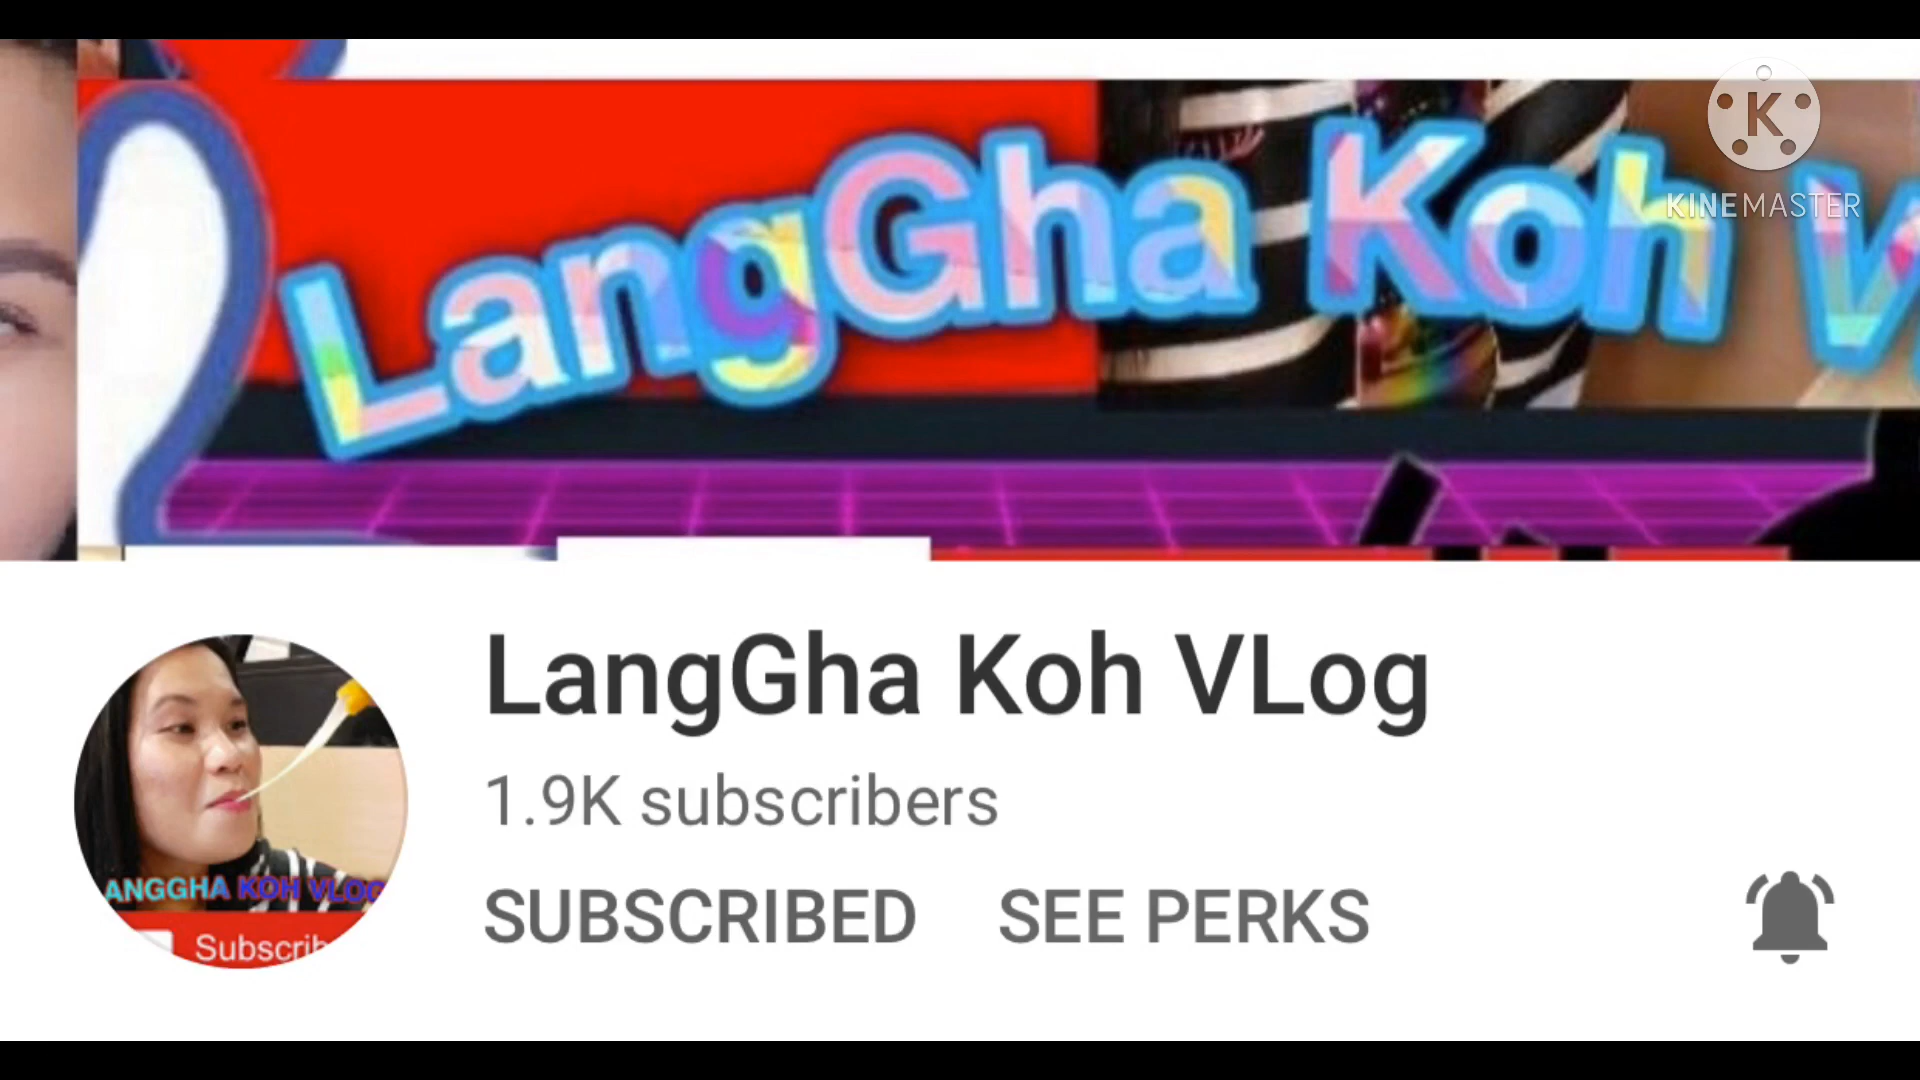 LangGha Koh V
K
KINEMASTER
LangGha Koh VLog
1.9K subscribers
ANGGHA KOH VLOG
SUBSCRIBED SEE PERKS
Subscrib